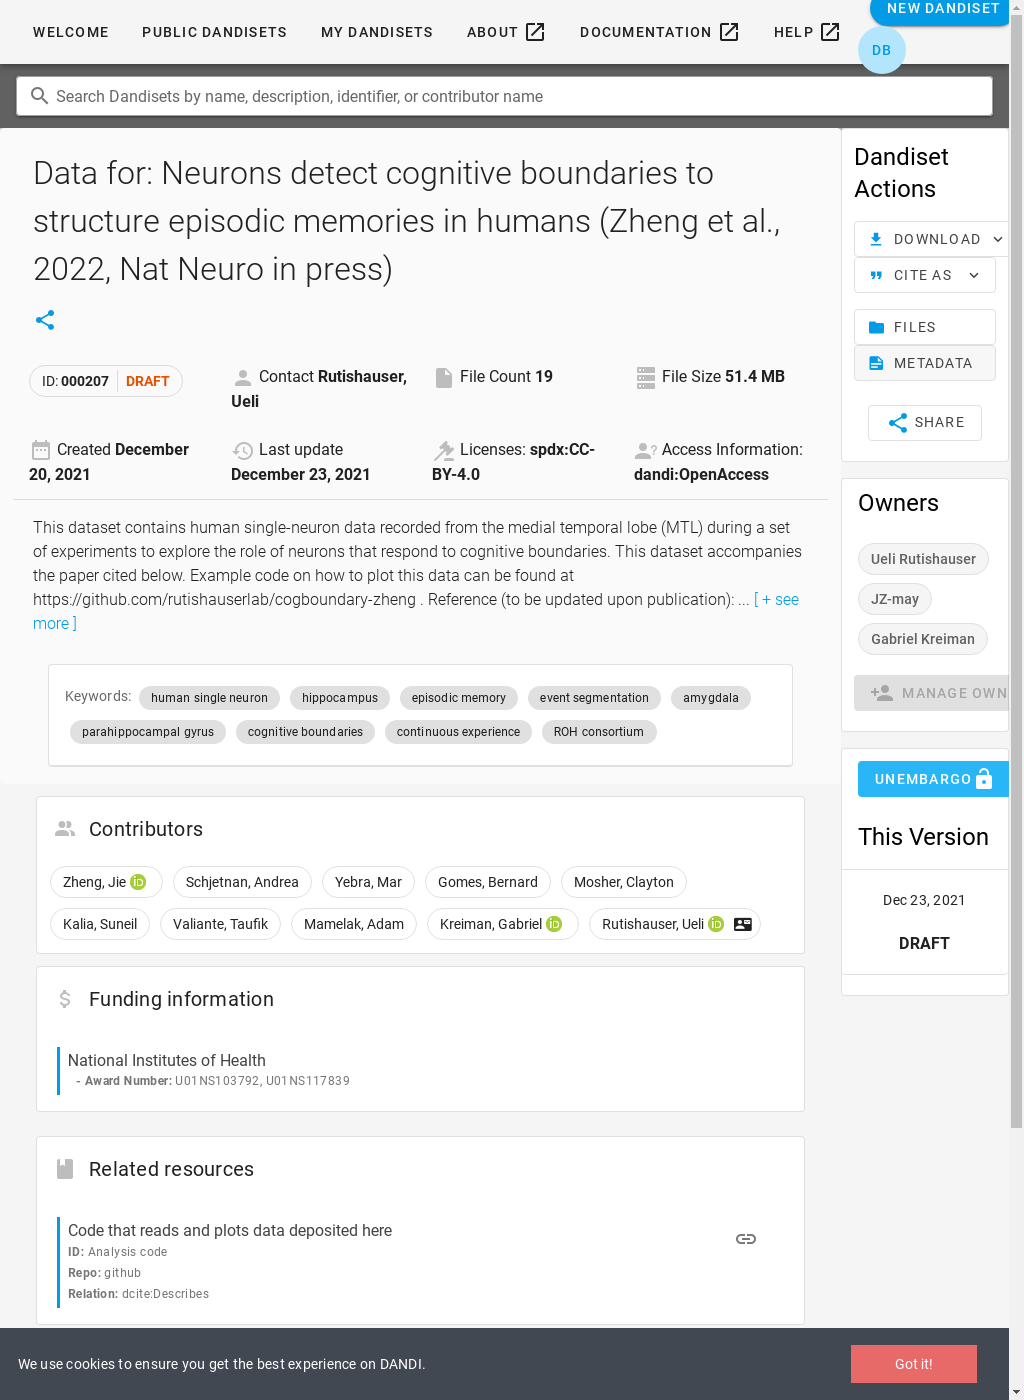 WELCOME PUBLIC DANDISETS MY DANDISETS ABOUT DOCUMENTATION HELP
NEW DANDISET
DB
Search Dandisets by name, description, identifier, or contributor name
Data for: Neurons detect cognitive boundaries to
structure episodic memories in humans (Zheng et al.,
2022, Nat Neuro in press)
ID: 000207 DRAFT
Contact Rutishauser,
Ueli
File Count 19
File Size 51.4 MB
Created December
20, 2021
Last update
December 23, 2021
Licenses: spdx:CC-
BY-4.0
Access Information:
dandi:OpenAccess
This dataset contains human single-neuron data recorded from the medial temporal lobe (MTL) during a set
of experiments to explore the role of neurons that respond to cognitive boundaries. This dataset accompanies
the paper cited below. Example code on how to plot this data can be found at
https://github.com/rutishauserlab/cogboundary-zheng . Reference (to be updated upon publication): ... [ + see
more ]
Keywords: human single neuron hippocampus episodic memory event segmentation amygdala
parahippocampal gyrus cognitive boundaries continuous experience ROH consortium
Contributors
Zheng, Jie iD Schjetnan, Andrea Yebra, Mar Gomes, Bernard Mosher, Clayton
Kalia, Suneil Valiante, Taufik Mamelak, Adam Kreiman, Gabriel iD Rutishauser, Ueli iD
Funding information
National Institutes of Health
- Award Number: U01NS103792, U01NS117839
Related resources
Code that reads and plots data deposited here
ID: Analysis code
Repo: github
Relation: dcite:Describes
Dandiset
Actions
DOWNLOAD
CITE AS
FILES
METADATA
SHARE
Owners
Ueli Rutishauser
JZ-may
Gabriel Kreiman
MANAGE OWN
UNEMBARGO
This Version
Dec 23, 2021
DRAFT
We use cookies to ensure you get the best experience on DANDI.
Got it!